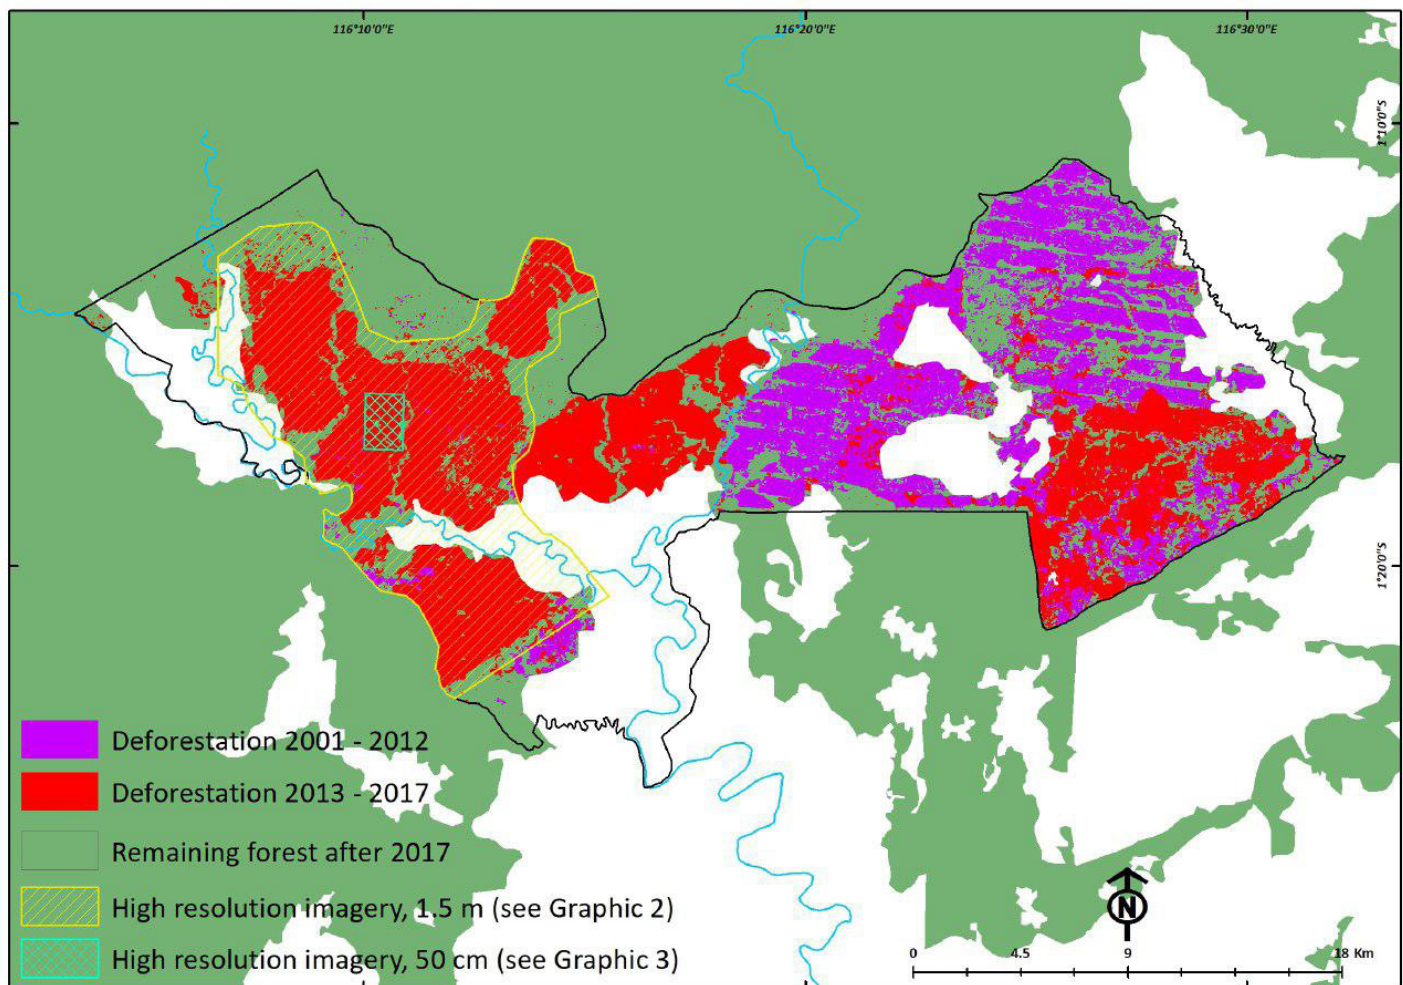 116°10'0"E
116°20'0"E
116°30'0"E
1°10'0"S
1°20'0"S
Deforestation 2001 - 2012
Deforestation 2013 - 2017
Remaining forest after 2017
High resolution imagery, 1.5 m (see Graphic 2)
High resolution imagery, 50 cm (see Graphic 3)
N
0 4.5 9 18 Km